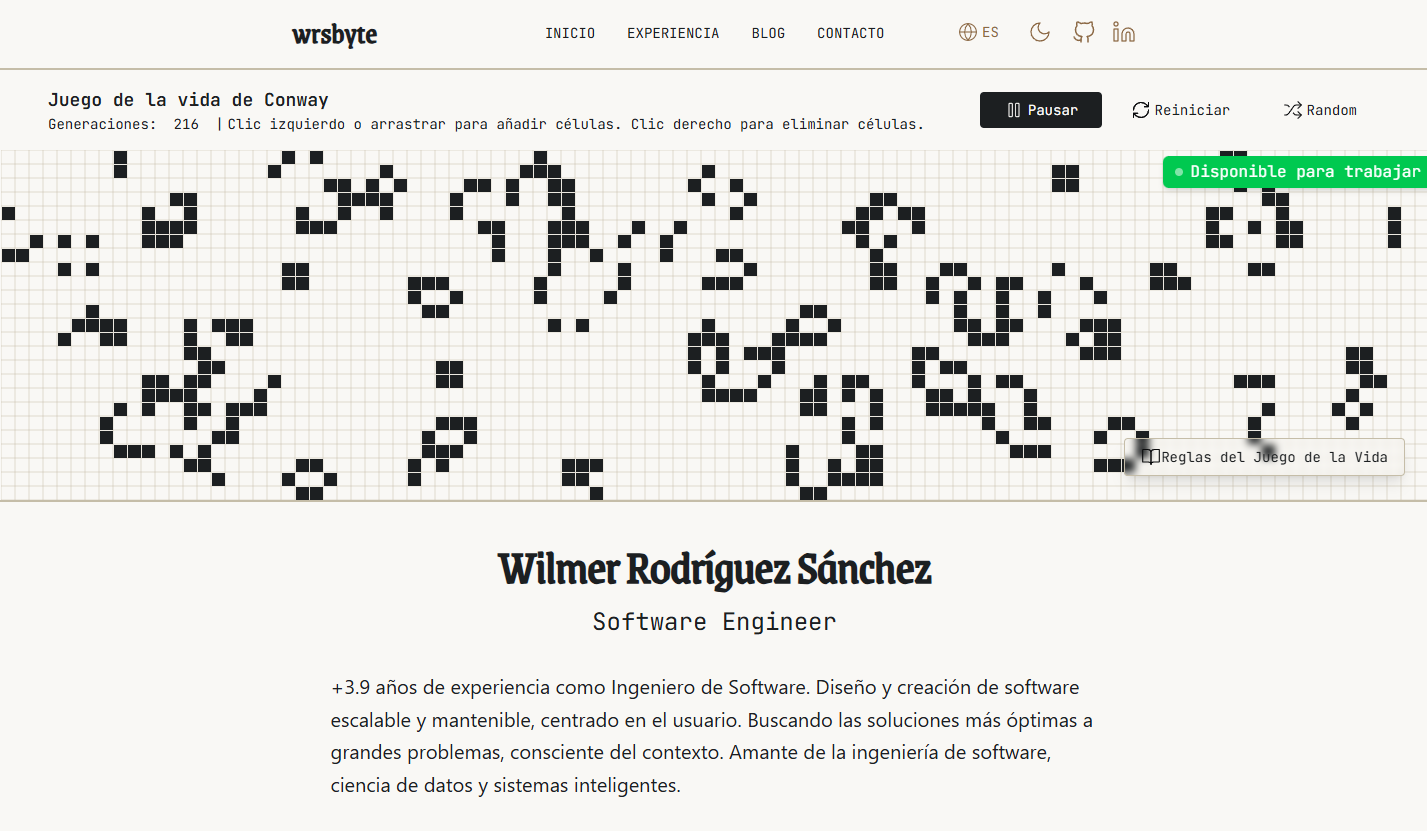 wrsbyte
INICIO EXPERIENCIA BLOG CONTACTO ES
Juego de la vida de Conway
Generaciones: 216 | Clic izquierdo o arrastrar para añadir células. Clic derecho para eliminar células.
Pausar Reiniciar Random
Disponible para trabajar
Reglas del Juego de la Vida
Wilmer Rodríguez Sánchez
Software Engineer
+3.9 años de experiencia como Ingeniero de Software. Diseño y creación de software
escalable y mantenible, centrado en el usuario. Buscando las soluciones más óptimas a
grandes problemas, consciente del contexto. Amante de la ingeniería de software,
ciencia de datos y sistemas inteligentes.